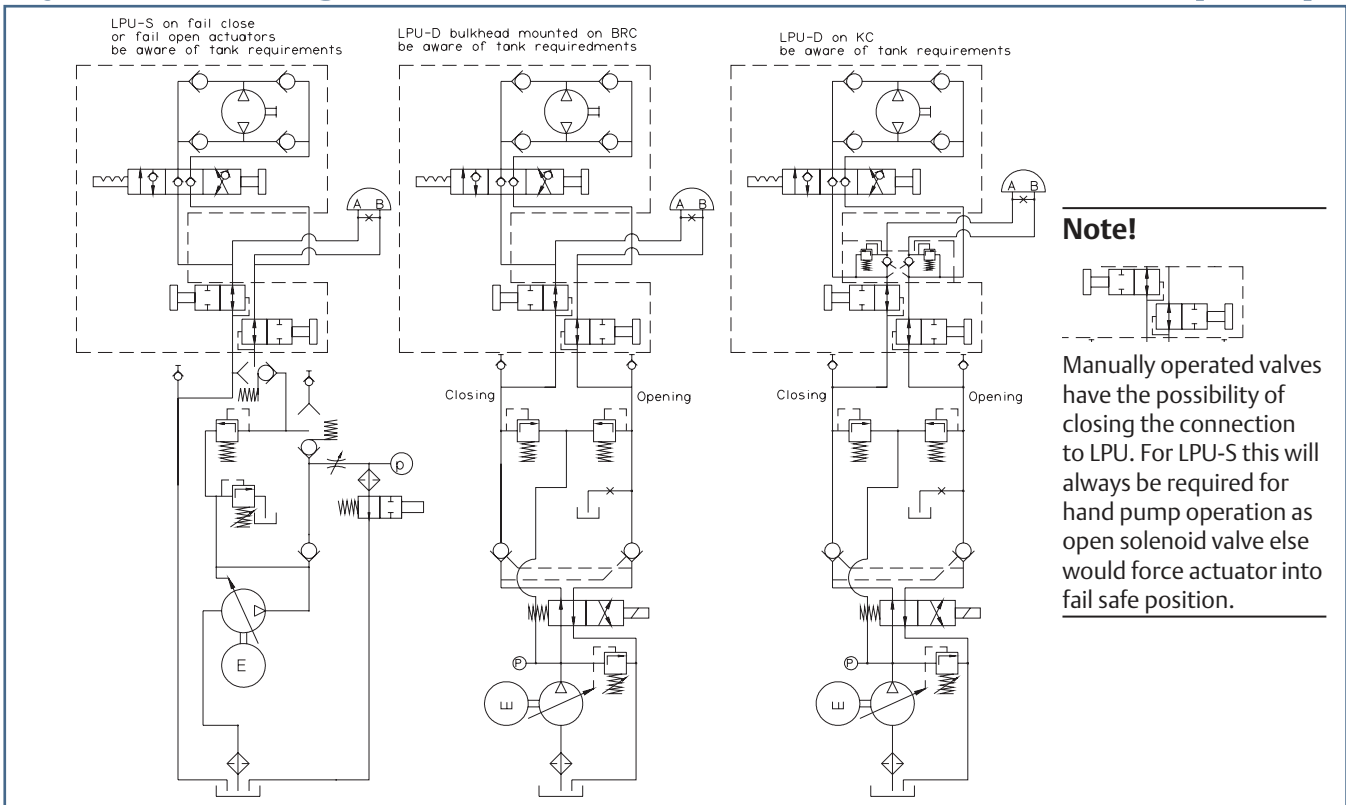 LPU-S on fail close
or fail open actuators
be aware of tank requirements
LPU-D bulkhead mounted on BRC
be aware of tank requiredments
LPU-D on KC
be aware of tank requirements
A B
A B
A B
Closing
Opening
Closing
Opening
p
E
P
E
P
E
Note!
Manually operated valves
have the possibility of
closing the connection
to LPU. For LPU-S this will
always be required for
hand pump operation as
open solenoid valve else
would force actuator into
fail safe position.